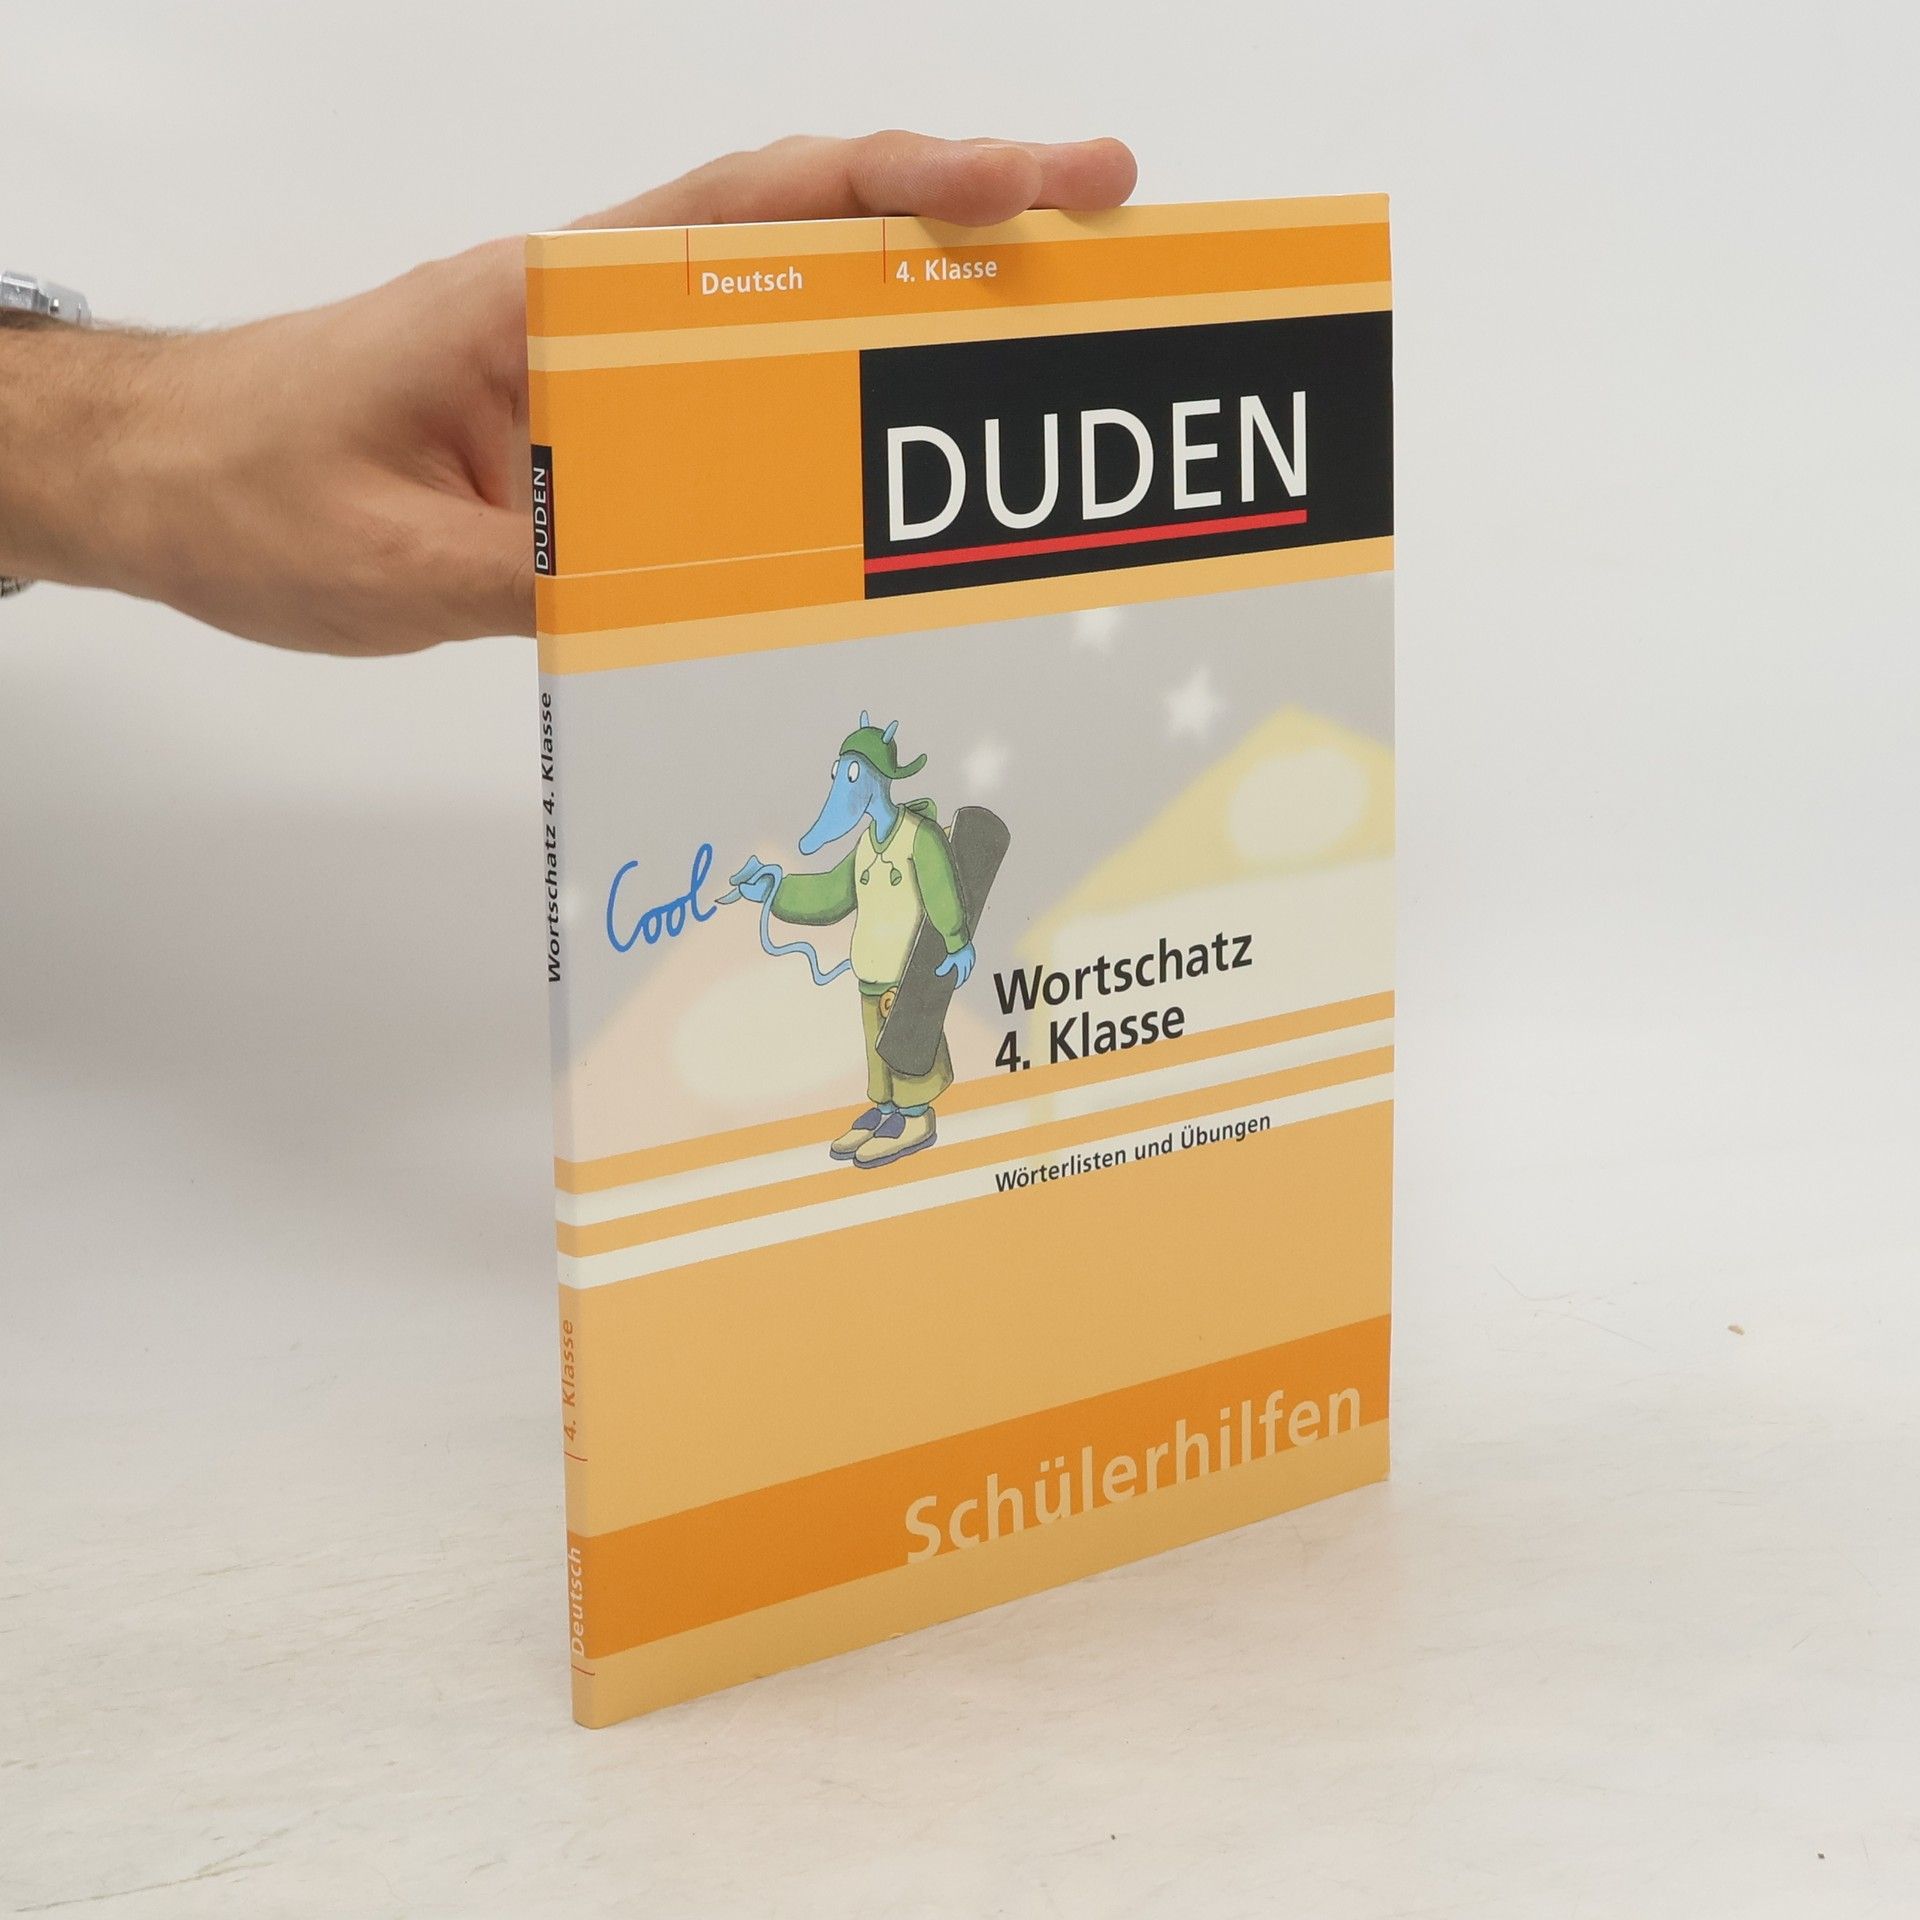 Deutsch
4. Klasse
DUDEN
Cool
Wortschatz
4. Klasse
Wörterlisten und Übungen
Schülerhilfen
DUDEN
Wortschatz 4. Klasse
4. Klasse
Deutsch